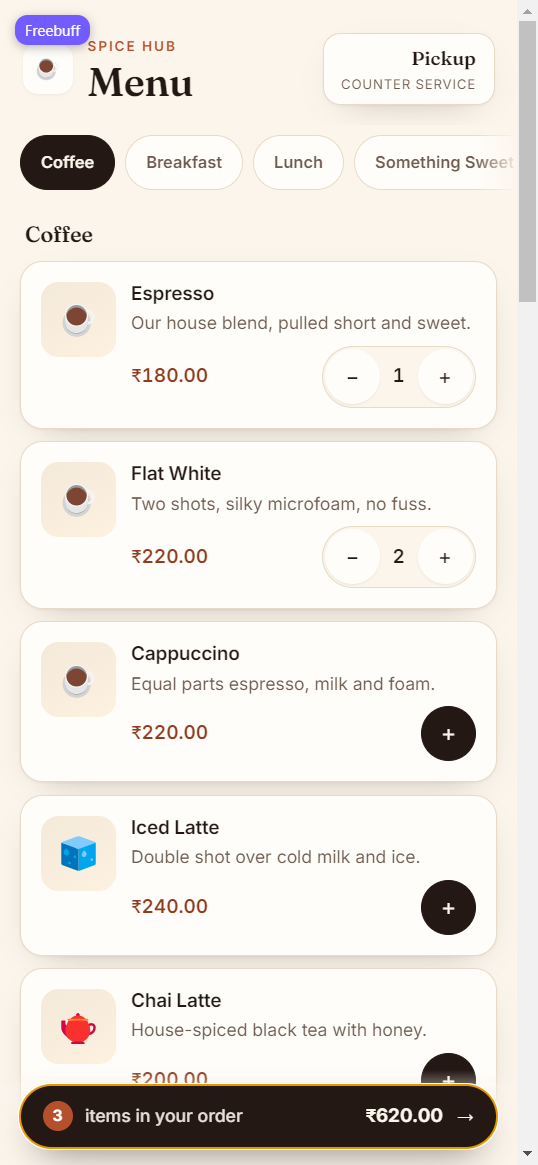 Freebuff
SPICE HUB
Menu
Pickup
COUNTER SERVICE
Coffee
Breakfast
Lunch
Something Sweet
Coffee
Espresso
Our house blend, pulled short and sweet.
₹180.00
− 1 +
Flat White
Two shots, silky microfoam, no fuss.
₹220.00
− 2 +
Cappuccino
Equal parts espresso, milk and foam.
₹220.00
+
Iced Latte
Double shot over cold milk and ice.
₹240.00
+
Chai Latte
House-spiced black tea with honey.
₹200.00
+
3 items in your order ₹620.00 →